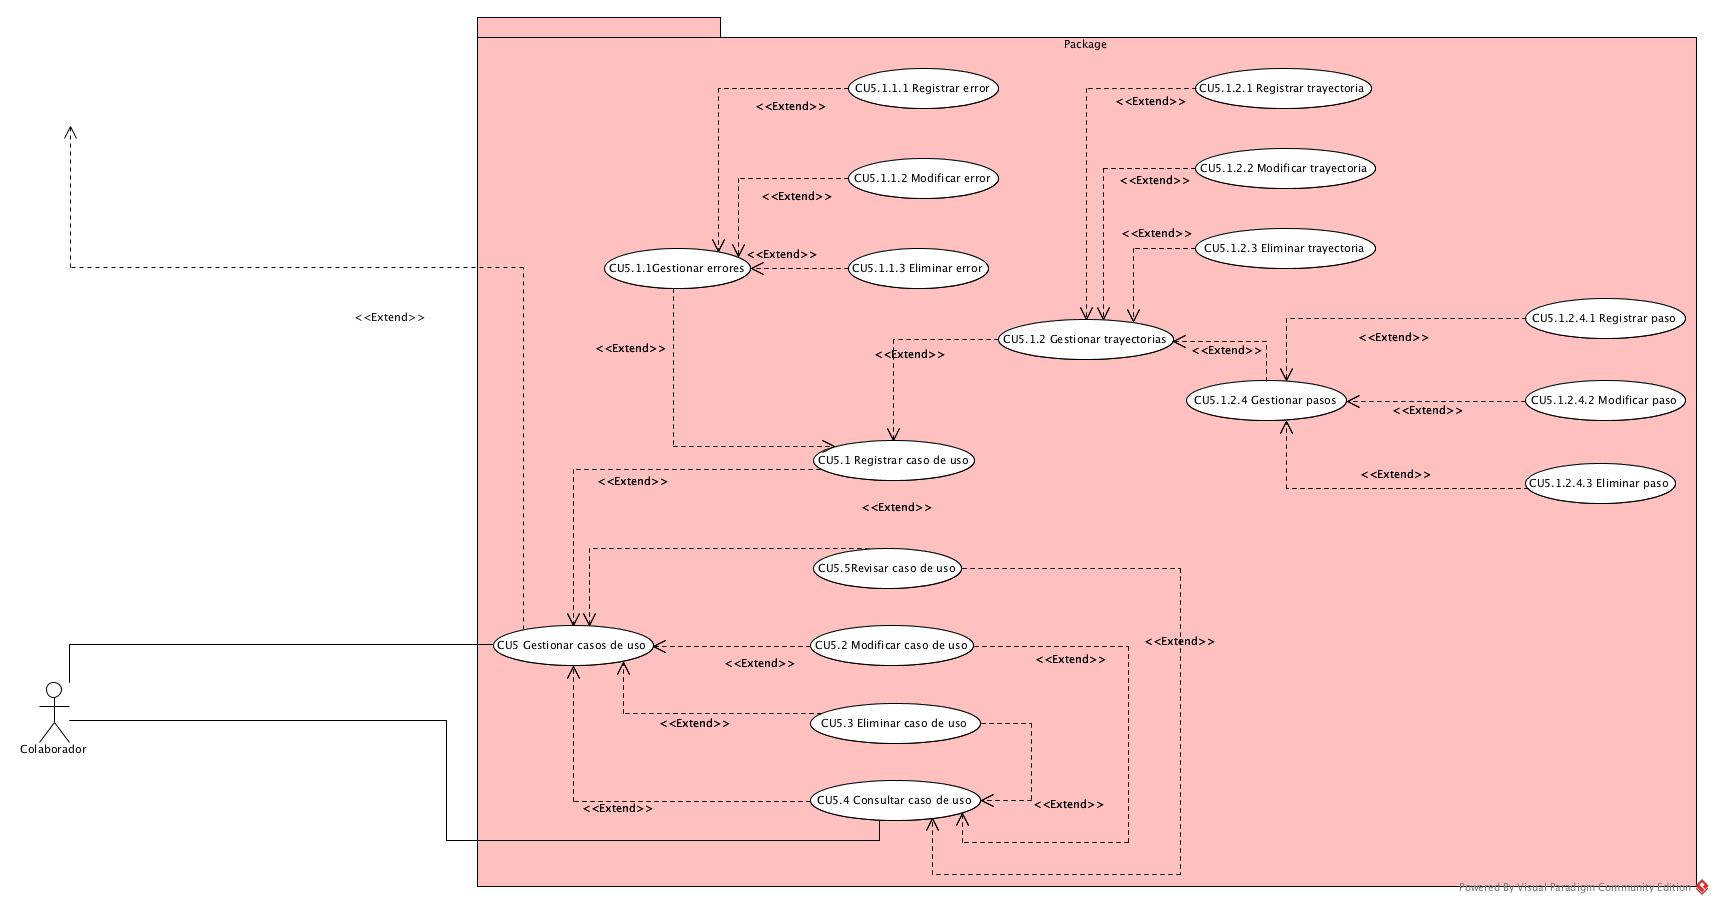 Package
CU5.1.1.1 Registrar error
<<Extend>>
CU5.1.2.1 Registrar trayectoria
<<Extend>>
CU5.1.1.2 Modificar error
<<Extend>>
CU5.1.2.2 Modificar trayectoria
<<Extend>>
<<Extend>>
CU5.1.2.3 Eliminar trayectoria
<<Extend>>
CU5.1.1Gestionar errores
CU5.1.1.3 Eliminar error
<<Extend>>
CU5.1.2.4.1 Registrar paso
<<Extend>>
CU5.1.2 Gestionar trayectorias
<<Extend>>
<<Extend>>
<<Extend>>
CU5.1.2.4 Gestionar pasos
CU5.1.2.4.2 Modificar paso
<<Extend>>
CU5.1 Registrar caso de uso
<<Extend>>
<<Extend>>
CU5.1.2.4.3 Eliminar paso
<<Extend>>
CU5.5Revisar caso de uso
<<Extend>>
CU5 Gestionar casos de uso
CU5.2 Modificar caso de uso
<<Extend>>
<<Extend>>
CU5.3 Eliminar caso de uso
<<Extend>>
Colaborador
CU5.4 Consultar caso de uso
<<Extend>>
<<Extend>>
Powered By Visual Paradigm Community Edition